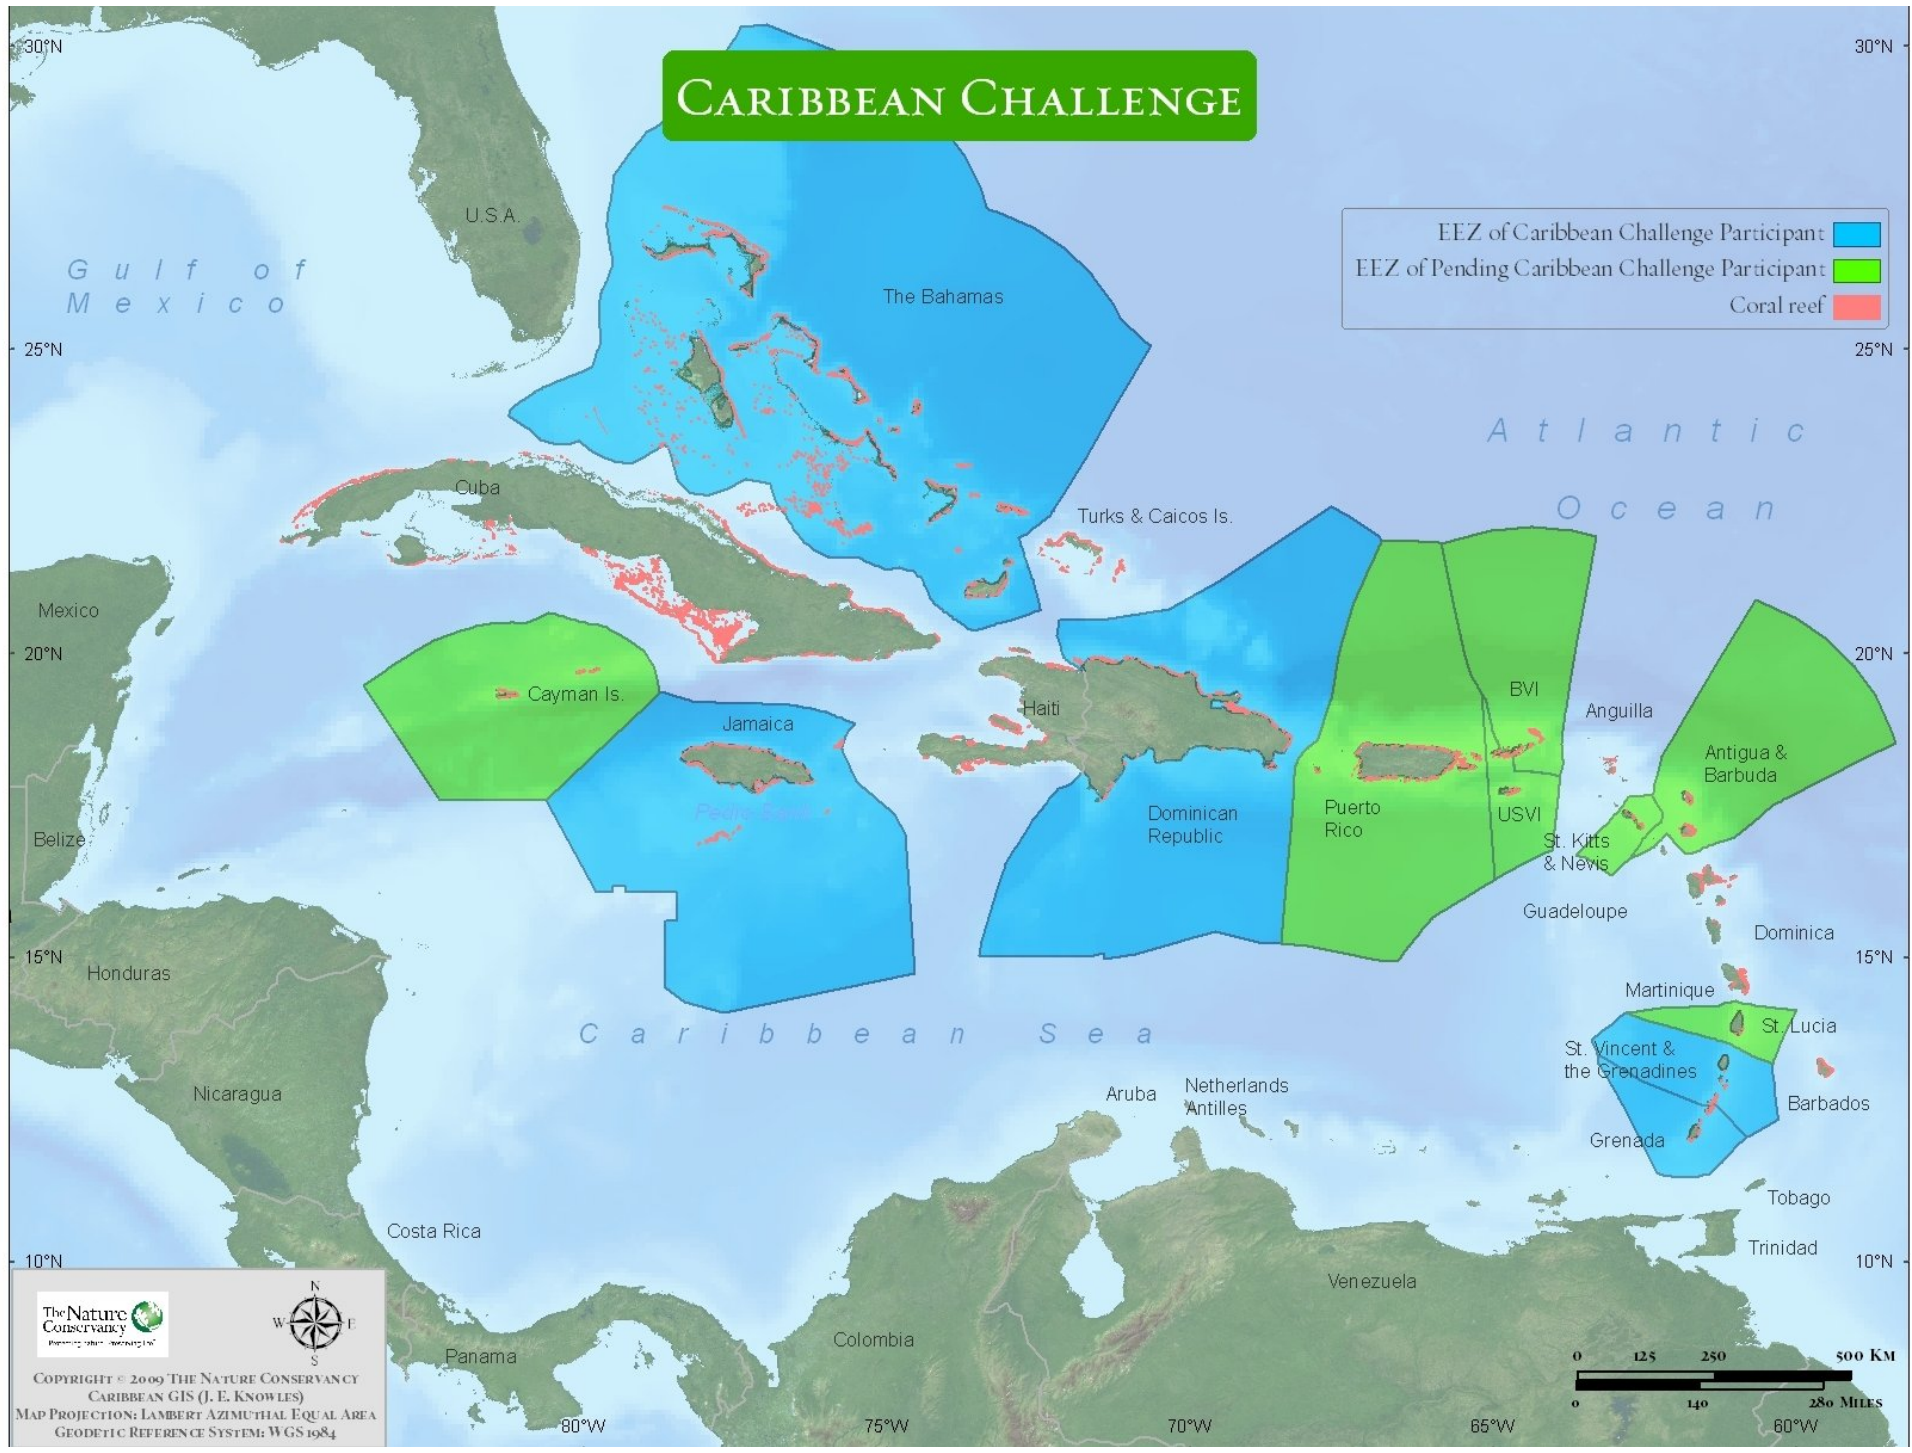 Caribbean Challenge
30°N
30°N
EEZ of Caribbean Challenge Participant
EEZ of Pending Caribbean Challenge Participant
Coral reef
U.S.A.
Gulf of
Mexico
The Bahamas
25°N
25°N
Atlantic
Ocean
Cuba
Turks & Caicos Is.
Mexico
20°N
20°N
Cayman Is.
Jamaica
Haiti
BVI
Anguilla
Antigua &
Barbuda
Pedro Bank
Dominican
Republic
Puerto
Rico
USVI
St. Kitts
& Nevis
Belize
Guadeloupe
Dominica
15°N
15°N
Honduras
Martinique
Caribbean Sea
St. Lucia
St. Vincent &
the Grenadines
Nicaragua
Aruba
Netherlands
Antilles
Barbados
Grenada
Tobago
Costa Rica
Trinidad
10°N
10°N
Venezuela
Colombia
Panama
The Nature
Conservancy
N
W E
S
Copyright © 2009 The Nature Conservancy
Caribbean GIS (J. E. Knowles)
Map Projection: Lambert Azimuthal Equal Area
Geodetic Reference System: WGS 1984
0 125 250 500 Km
0 140 280 Miles
80°W
75°W
70°W
65°W
60°W